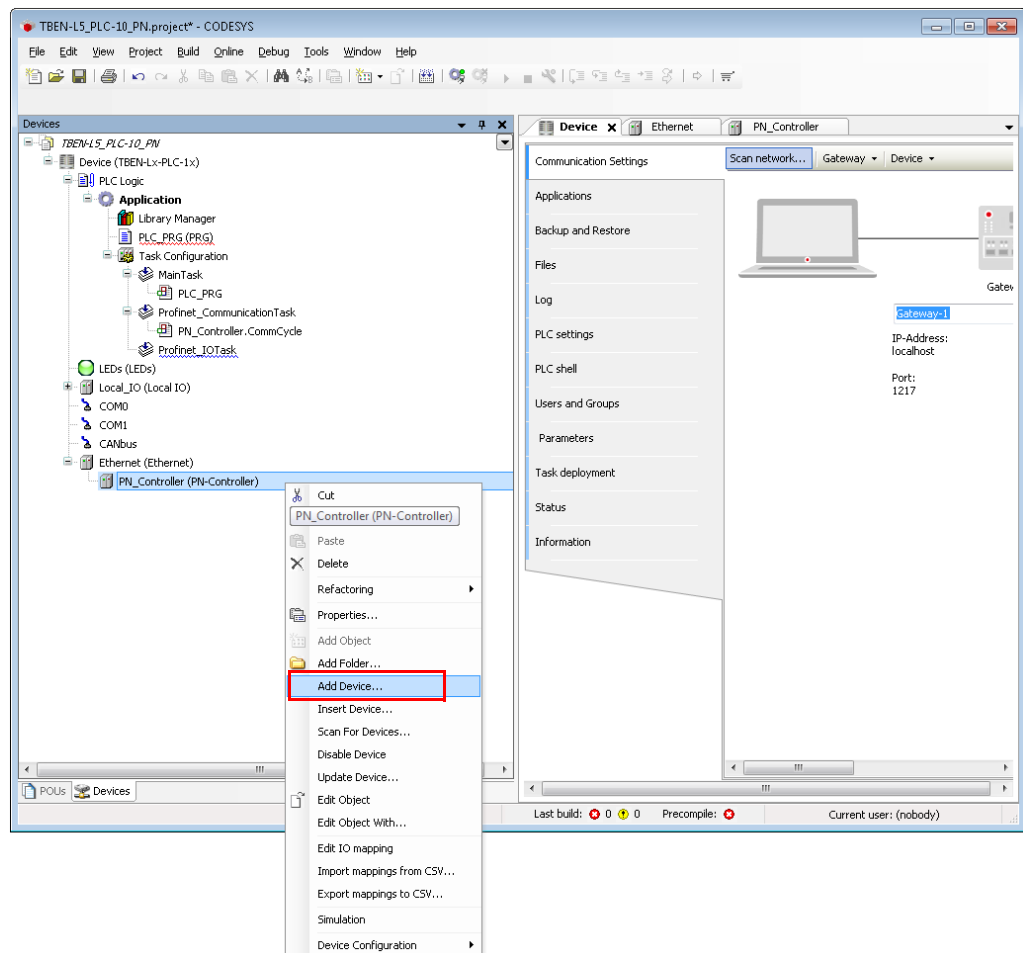 TBEN-L5_PLC-10_PN.project* - CODESYS
File Edit View Project Build Online Debug Tools Window Help
Devices
TBEN-L5_PLC-10_PN
Device (TBEN-Lx-PLC-1x)
PLC Logic
Application
Library Manager
PLC_PRG (PRG)
Task Configuration
MainTask
PLC_PRG
Profinet_CommunicationTask
PN_Controller.CommCycle
Profinet_IOTask
LEDs (LEDs)
Local_IO (Local IO)
COM0
COM1
CANbus
Ethernet (Ethernet)
PN_Controller (PN-Controller)
Cut
PN_Controller (PN-Controller)
Paste
Delete
Refactoring
Properties...
Add Object
Add Folder...
Add Device...
Insert Device...
Scan For Devices...
Disable Device
Update Device...
Edit Object
Edit Object With...
Edit IO mapping
Import mappings from CSV...
Export mappings to CSV...
Simulation
Device Configuration
POUs Devices
Device Ethernet PN_Controller
Communication Settings
Applications
Backup and Restore
Files
Log
PLC settings
PLC shell
Users and Groups
Parameters
Task deployment
Status
Information
Scan network... Gateway Device
Gatew
Gateway-1
IP-Address:
localhost
Port:
1217
Last build: 0 0 Precompile: Current user: (nobody)